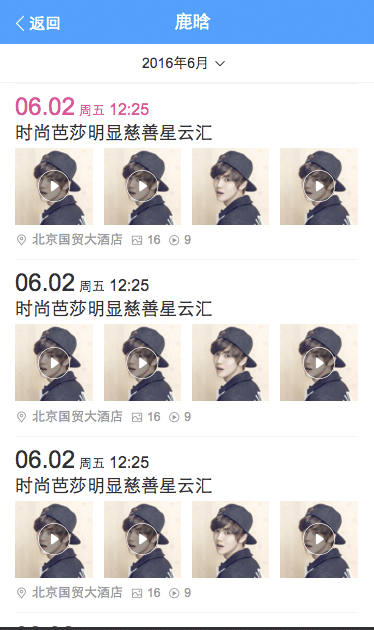 返回
鹿晗
2016年6月
06.02 周五 12:25
时尚芭莎明显慈善星云汇
北京国贸大酒店 16 9
06.02 周五 12:25
时尚芭莎明显慈善星云汇
北京国贸大酒店 16 9
06.02 周五 12:25
时尚芭莎明显慈善星云汇
北京国贸大酒店 16 9